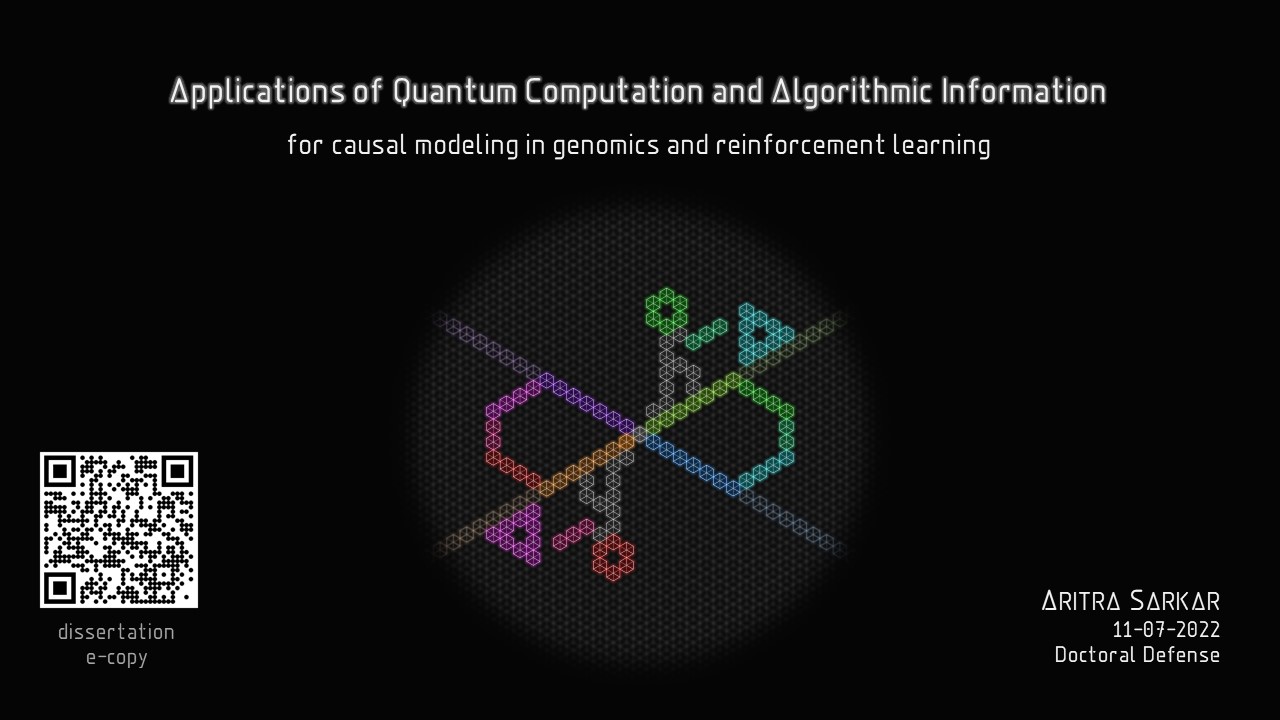 Applications of Quantum Computation and Algorithmic Information
for causal modeling in genomics and reinforcement learning
dissertation
e-copy
Aritra Sarkar
11-07-2022
Doctoral Defense